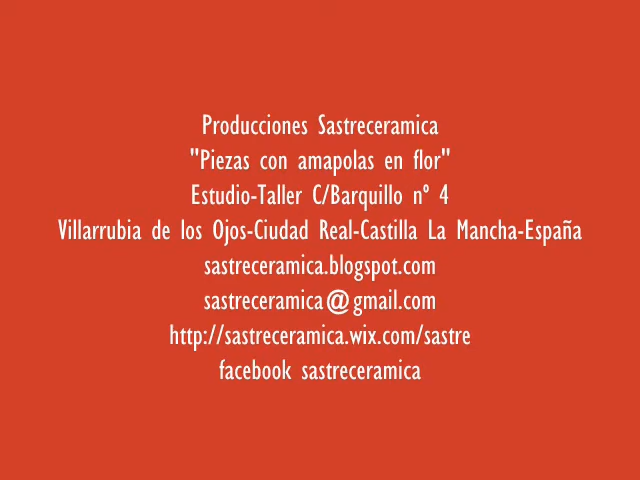 Producciones Sastreceramica
"Piezas con amapolas en flor"
Estudio-Taller C/Barquillo nº 4
Villarrubia de los Ojos-Ciudad Real-Castilla La Mancha-España
sastreceramica.blogspot.com
sastreceramica@gmail.com
http://sastreceramica.wix.com/sastre
facebook sastreceramica